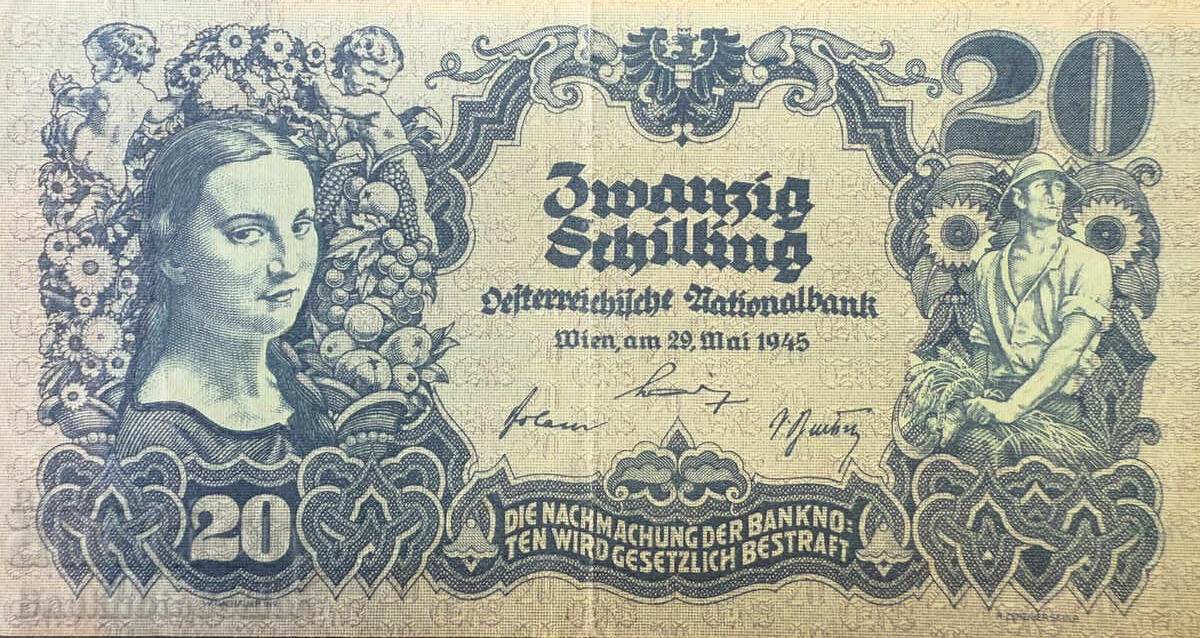 20
Zwanzig
Schilling
Oesterreichische Nationalbank
Wien, am 29. Mai 1945
20
DIE NACHMACHUNG DER BANKNO-
TEN WIRD GESETZLICH BESTRAFT